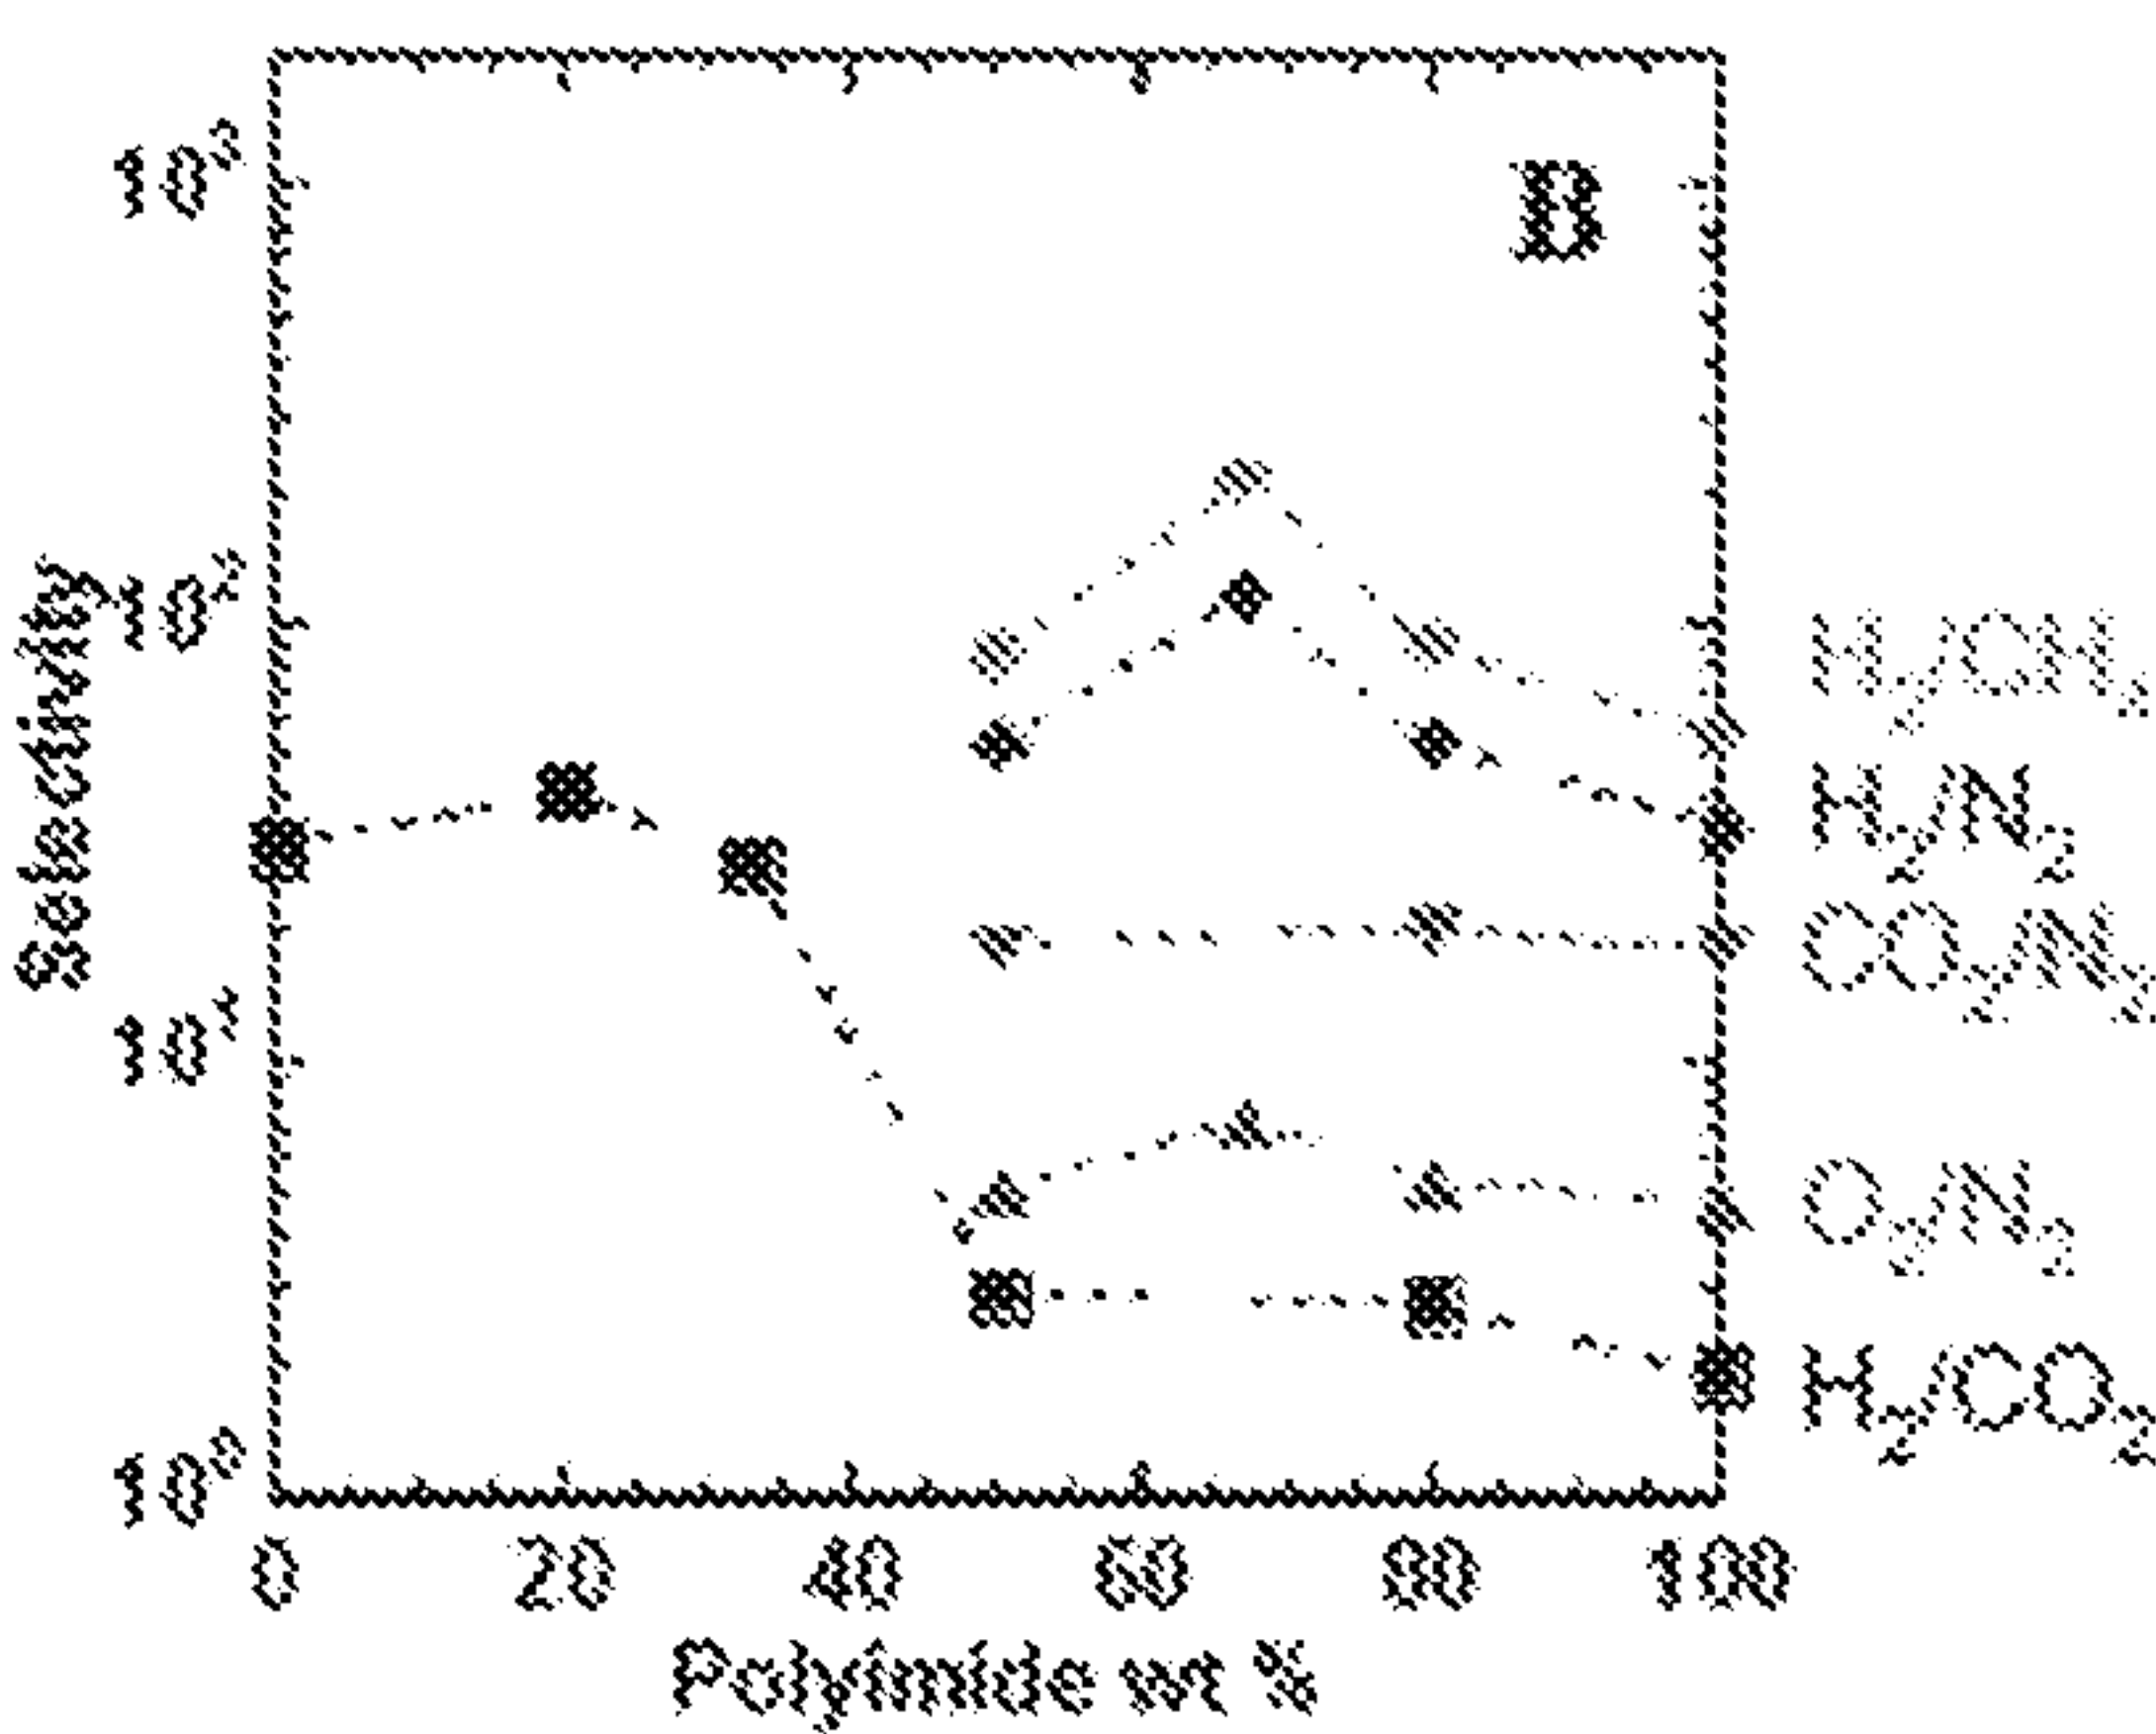 10³
B
Selectivity
10²
H₂/CH₄
H₂/N₂
CO₂/N₂
10¹
O₂/N₂
H₂/CO₂
10⁰
0 20 40 60 80 100
Polyimide wt %